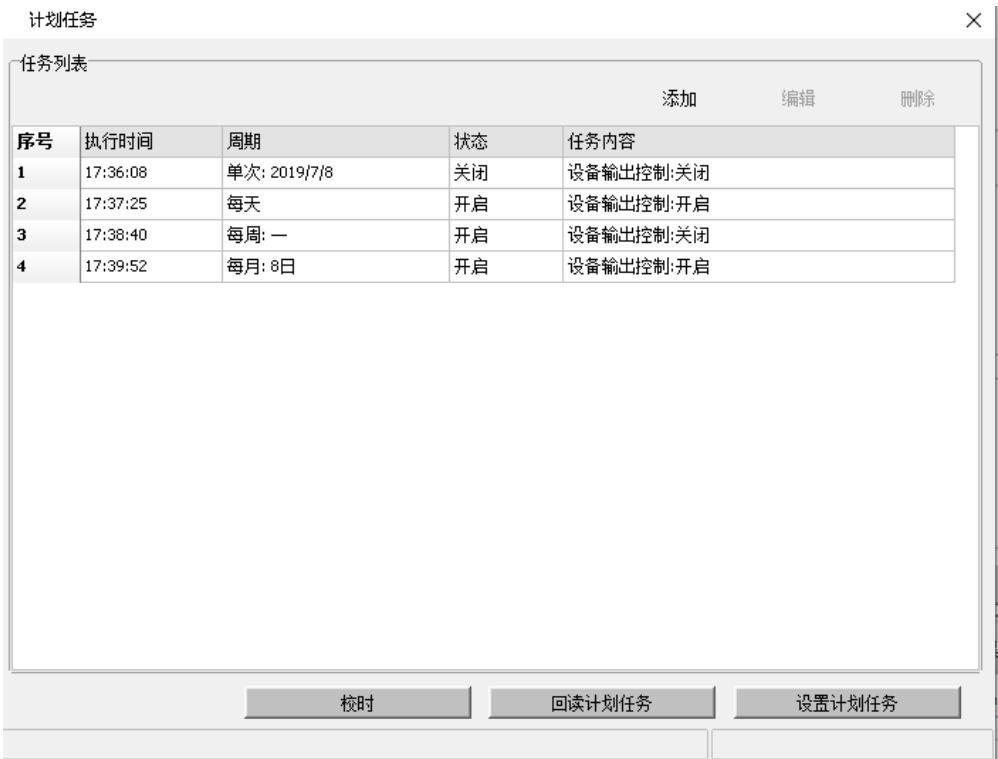 计划任务
任务列表
添加 编辑 删除
序号 执行时间 周期 状态 任务内容
1 17:36:08 单次: 2019/7/8 关闭 设备输出控制:关闭
2 17:37:25 每天 开启 设备输出控制:开启
3 17:38:40 每周: 一 开启 设备输出控制:关闭
4 17:39:52 每月: 8日 开启 设备输出控制:开启
校时 回读计划任务 设置计划任务